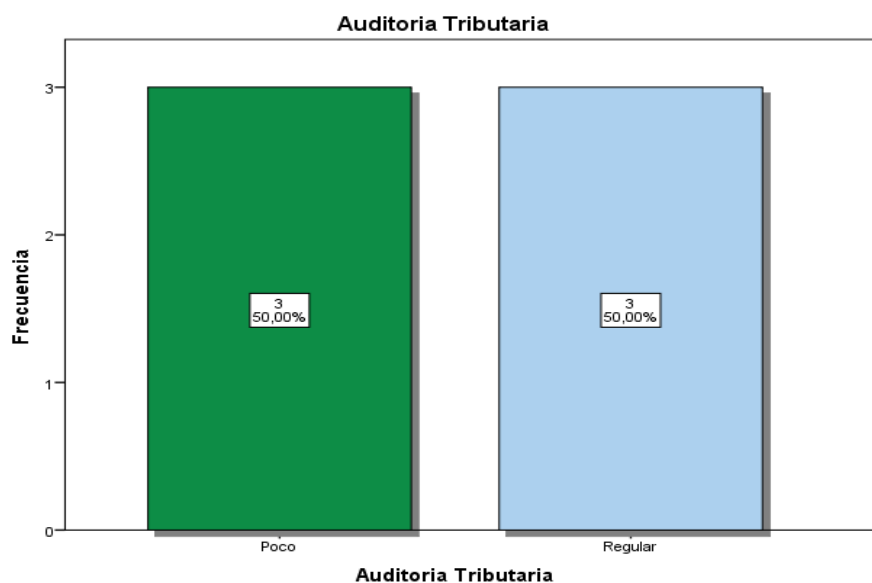 Auditoria Tributaria
Frecuencia
3
2
1
0
3
50,00%
3
50,00%
Poco
Regular
Auditoria Tributaria